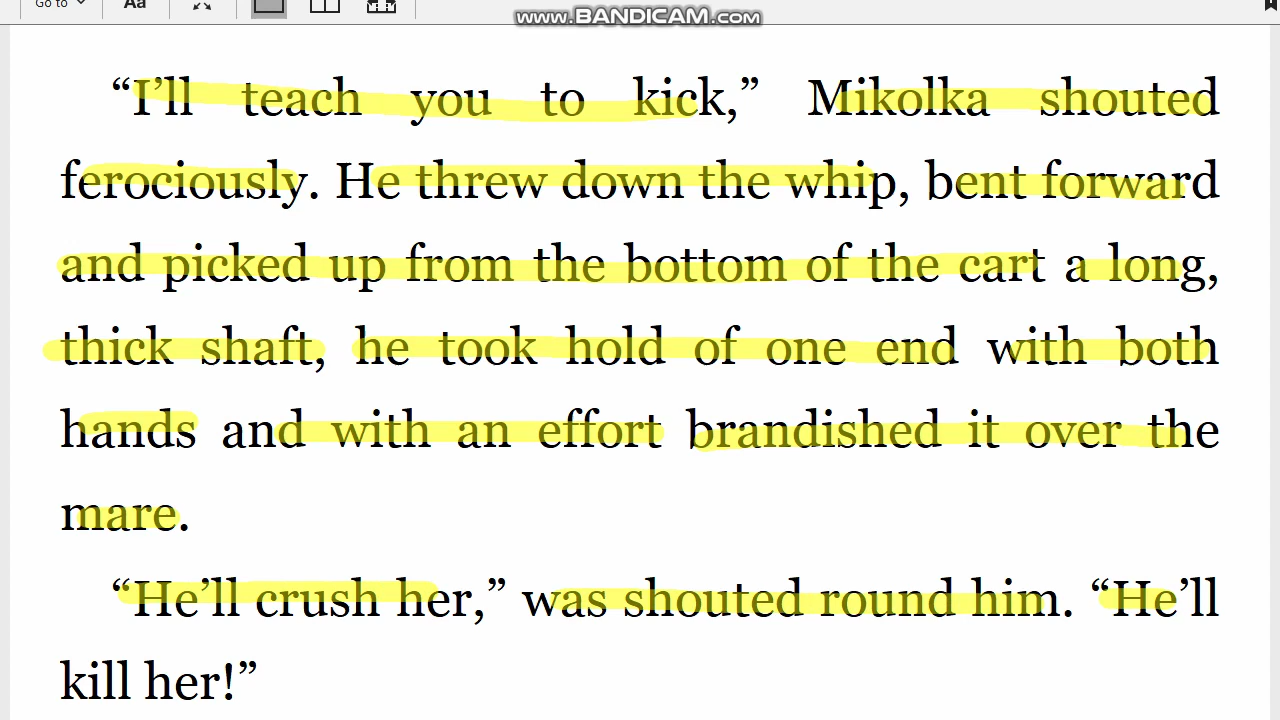 Go to Aa
www.BANDICAM.com
“I’ll teach you to kick,” Mikolka shouted
ferociously. He threw down the whip, bent forward
and picked up from the bottom of the cart a long,
thick shaft, he took hold of one end with both
hands and with an effort brandished it over the
mare.
“He’ll crush her,” was shouted round him. “He’ll
kill her!”